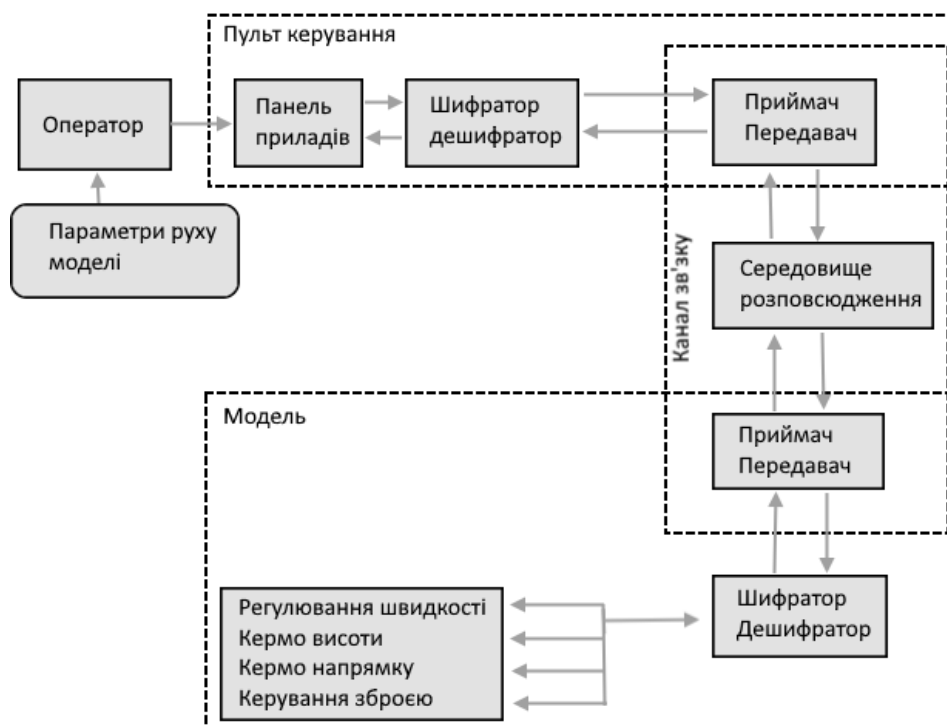 Пульт керування
Оператор
Панель
приладів
Шифратор
дешифратор
Приймач
Передавач
Параметри руху
моделі
Канал зв'зку
Середовище
розповсюдження
Модель
Приймач
Передавач
Шифратор
Дешифратор
Регулювання швидкості
Кермо висоти
Кермо напрямку
Керування зброєю